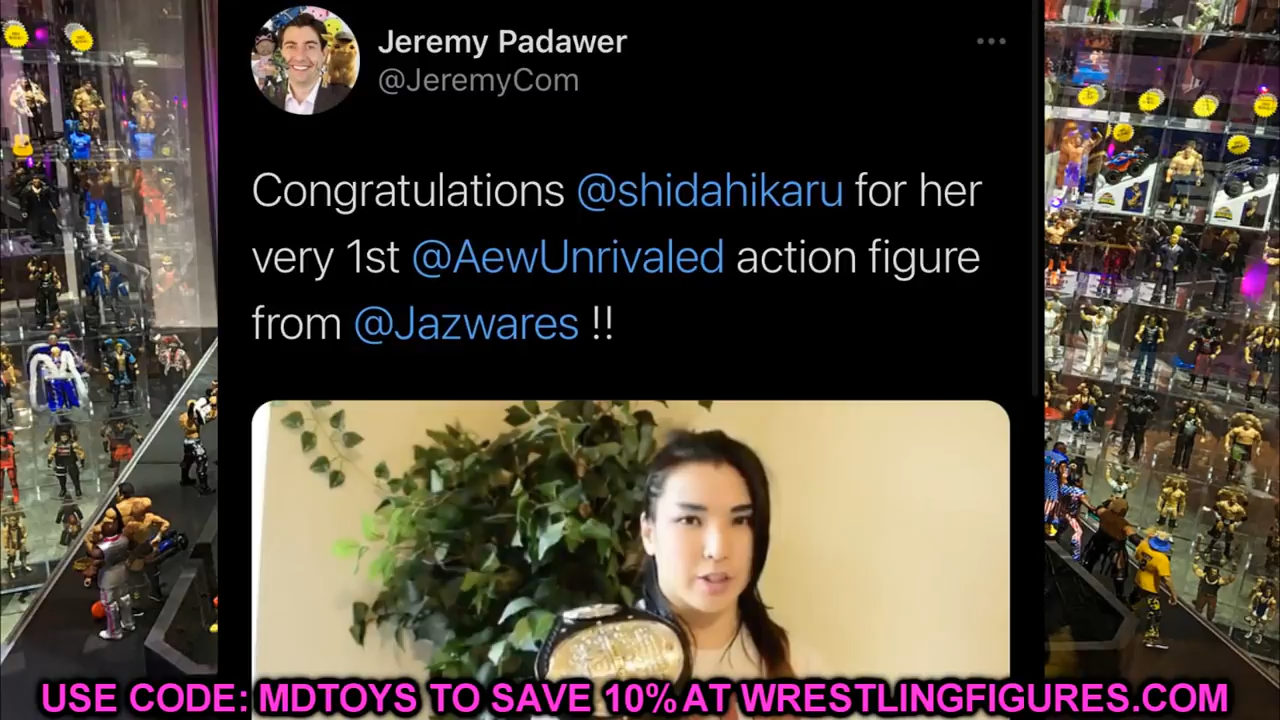 Jeremy Padawer
@JeremyCom
Congratulations @shidahikaru for her
very 1st @AewUnrivaled action figure
from @Jazwares !!
USE CODE: MDTOYS TO SAVE 10% AT WRESTLINGFIGURES.COM